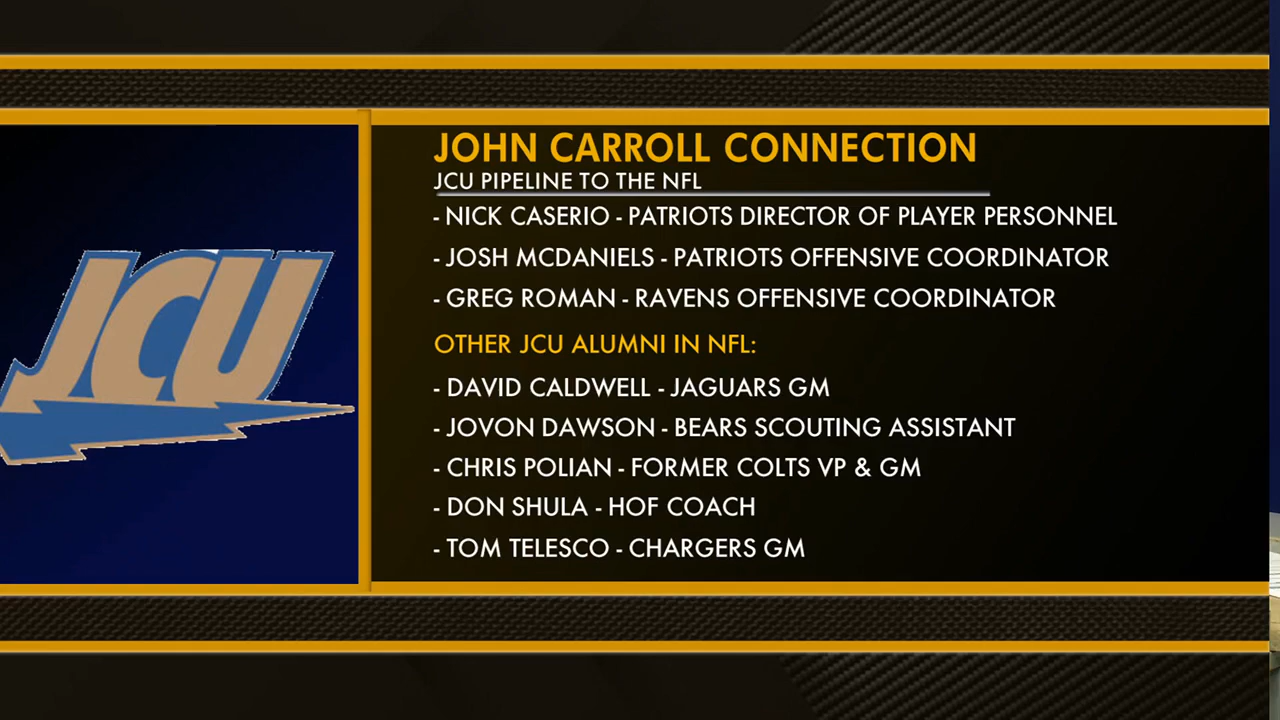 JCU
JOHN CARROLL CONNECTION
JCU PIPELINE TO THE NFL
- NICK CASERIO - PATRIOTS DIRECTOR OF PLAYER PERSONNEL
- JOSH MCDANIELS - PATRIOTS OFFENSIVE COORDINATOR
- GREG ROMAN - RAVENS OFFENSIVE COORDINATOR
OTHER JCU ALUMNI IN NFL:
- DAVID CALDWELL - JAGUARS GM
- JOVON DAWSON - BEARS SCOUTING ASSISTANT
- CHRIS POLIAN - FORMER COLTS VP & GM
- DON SHULA - HOF COACH
- TOM TELESCO - CHARGERS GM